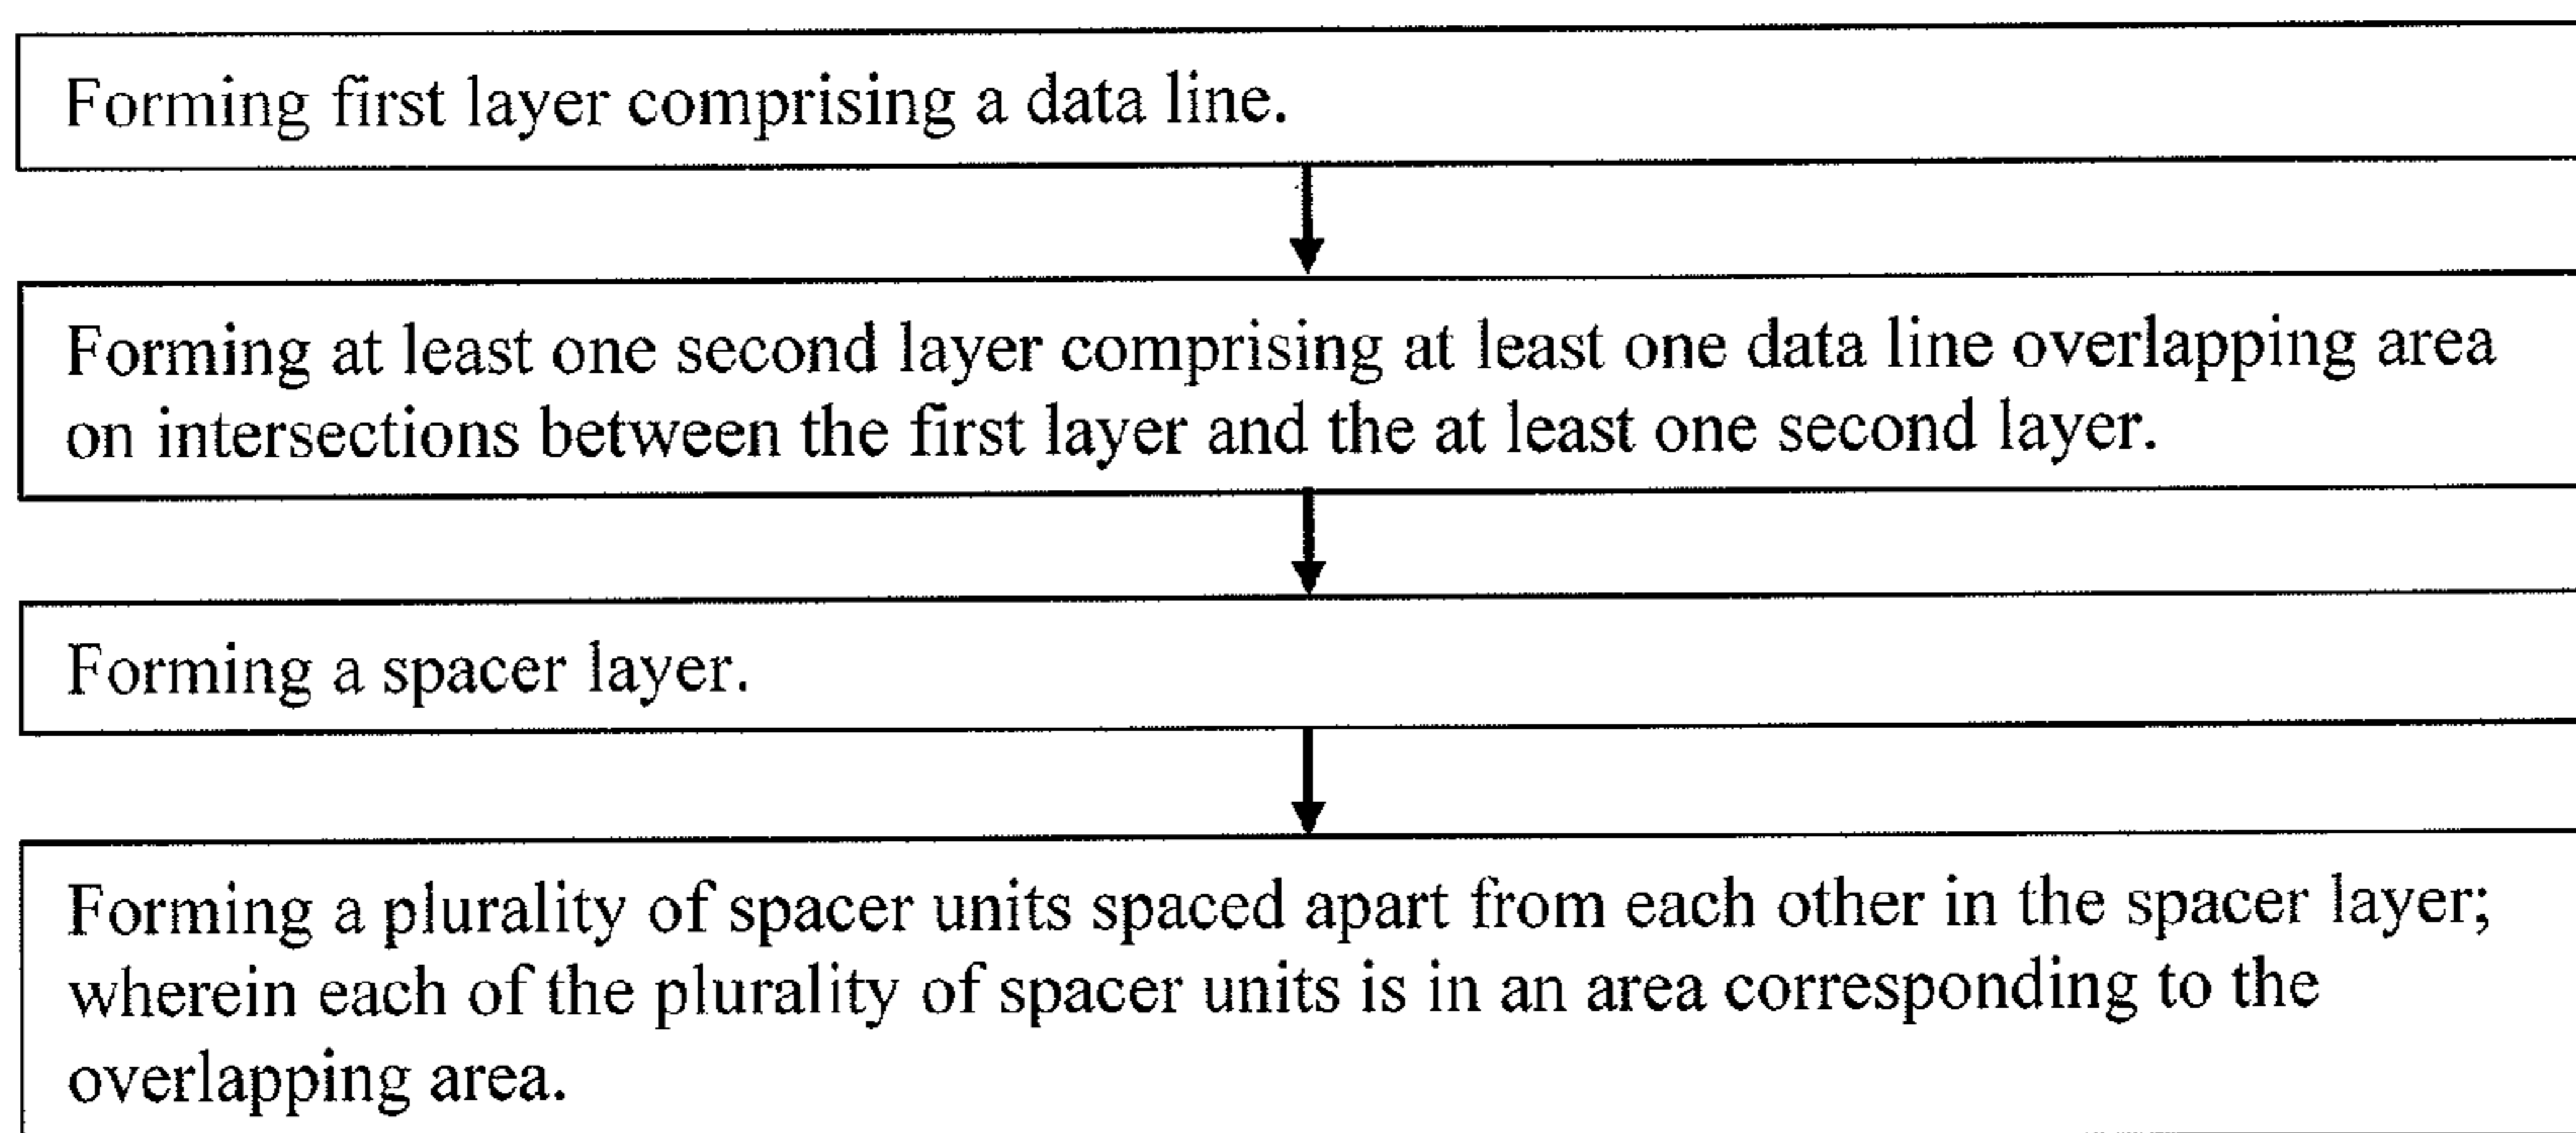 Forming first layer comprising a data line.
Forming at least one second layer comprising at least one data line overlapping area
on intersections between the first layer and the at least one second layer.
Forming a spacer layer.
Forming a plurality of spacer units spaced apart from each other in the spacer layer;
wherein each of the plurality of spacer units is in an area corresponding to the
overlapping area.